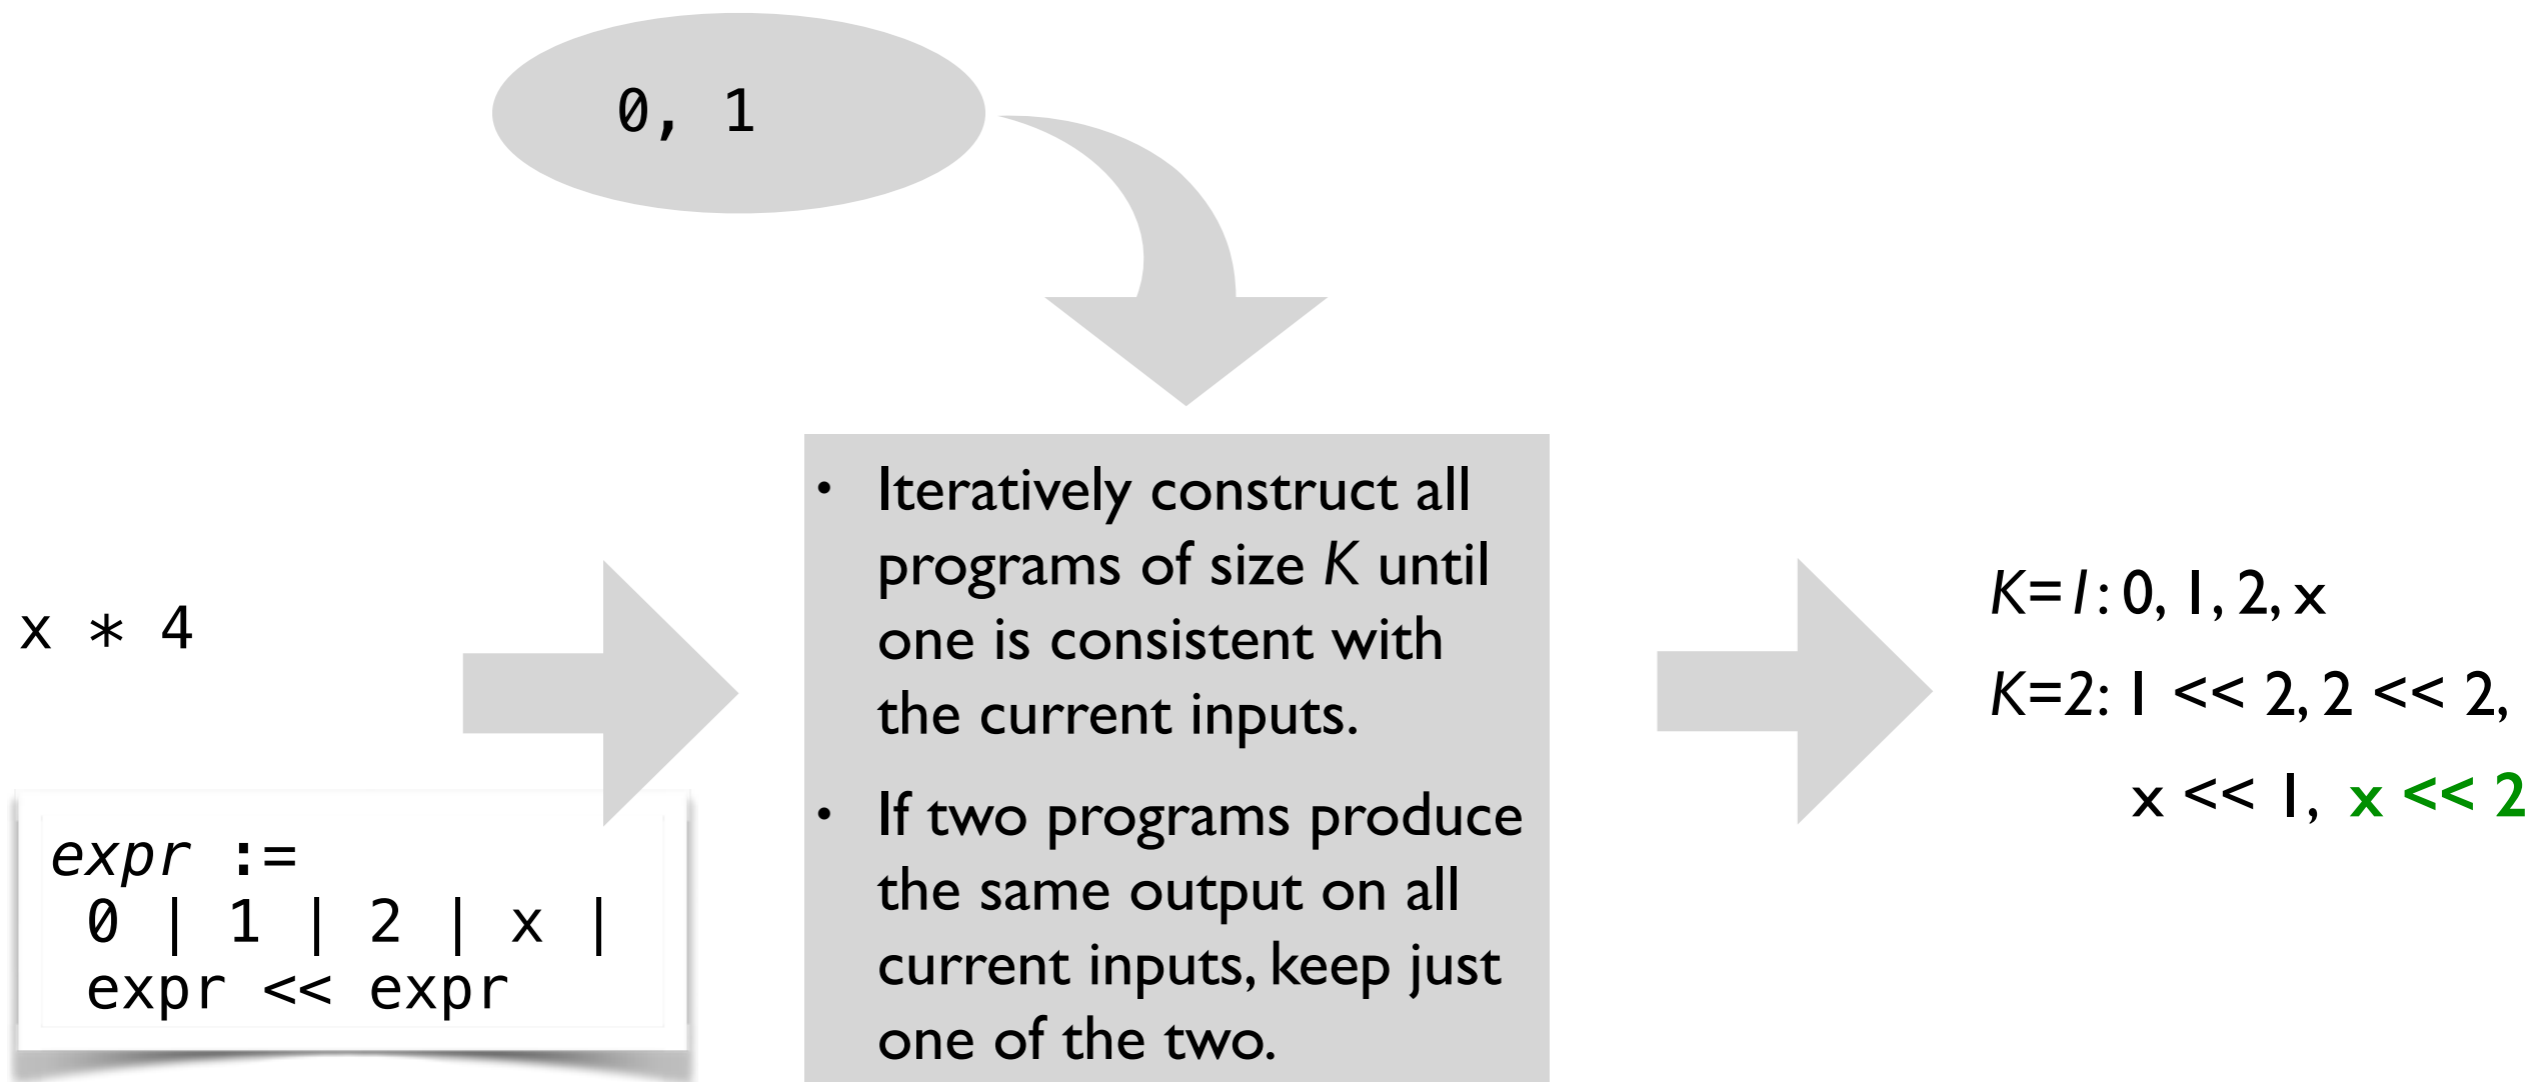 0, 1
x * 4
expr :=
0 | 1 | 2 | x |
expr << expr
• Iteratively construct all
programs of size K until
one is consistent with
the current inputs.
• If two programs produce
the same output on all
current inputs, keep just
one of the two.
K=1: 0, 1, 2, x
K=2: 1 << 2, 2 << 2,
x << 1, x << 2